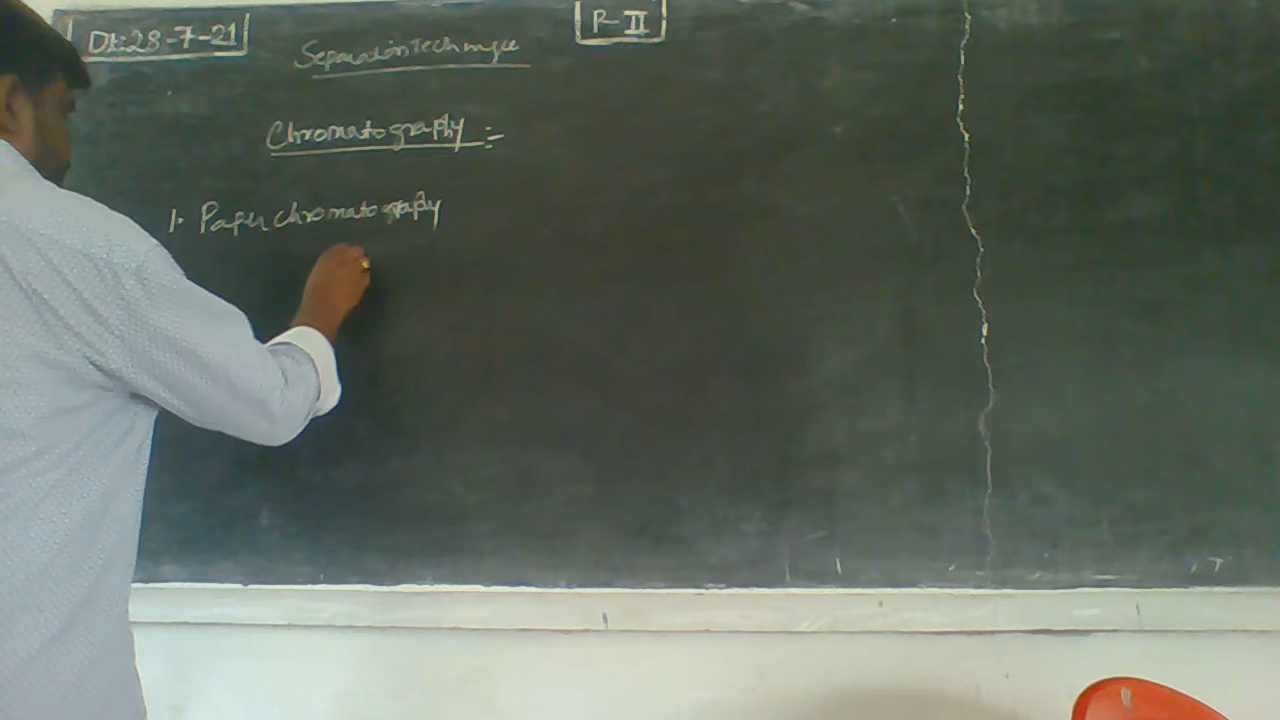 Dt:28-7-21
P-II
Separation Technique
Chromatography :-
1. Paper chromatography